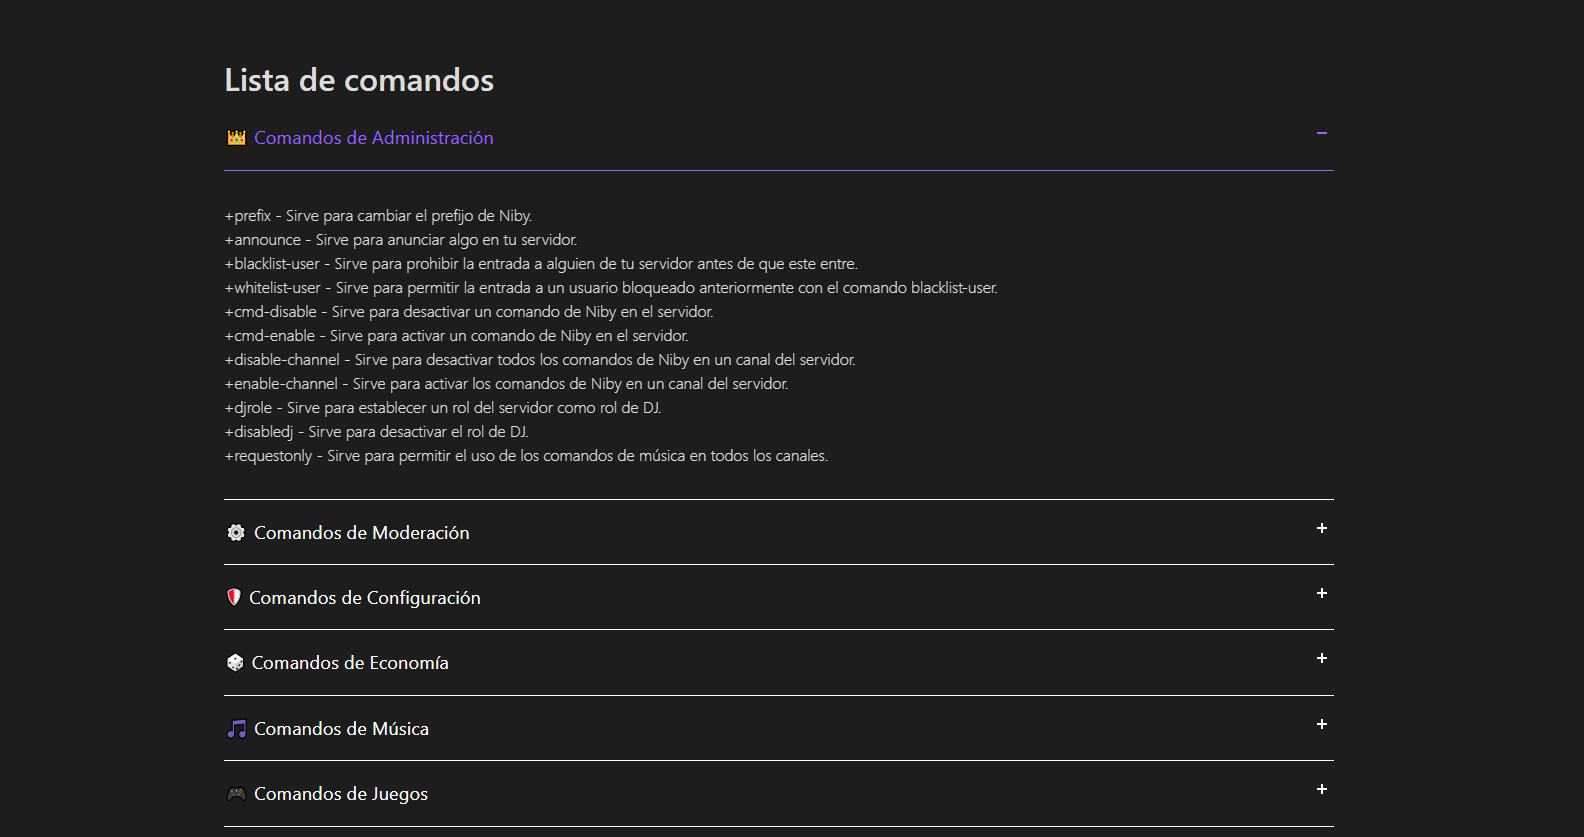 Lista de comandos
Comandos de Administración
+prefix - Sirve para cambiar el prefijo de Niby.
+announce - Sirve para anunciar algo en tu servidor.
+blacklist-user - Sirve para prohibir la entrada a alguien de tu servidor antes de que este entre.
+whitelist-user - Sirve para permitir la entrada a un usuario bloqueado anteriormente con el comando blacklist-user.
+cmd-disable - Sirve para desactivar un comando de Niby en el servidor.
+cmd-enable - Sirve para activar un comando de Niby en el servidor.
+disable-channel - Sirve para desactivar todos los comandos de Niby en un canal del servidor.
+enable-channel - Sirve para activar los comandos de Niby en un canal del servidor.
+djrole - Sirve para establecer un rol del servidor como rol de DJ.
+disabledj - Sirve para desactivar el rol de DJ.
+requestonly - Sirve para permitir el uso de los comandos de música en todos los canales.
Comandos de Moderación
Comandos de Configuración
Comandos de Economía
Comandos de Música
Comandos de Juegos